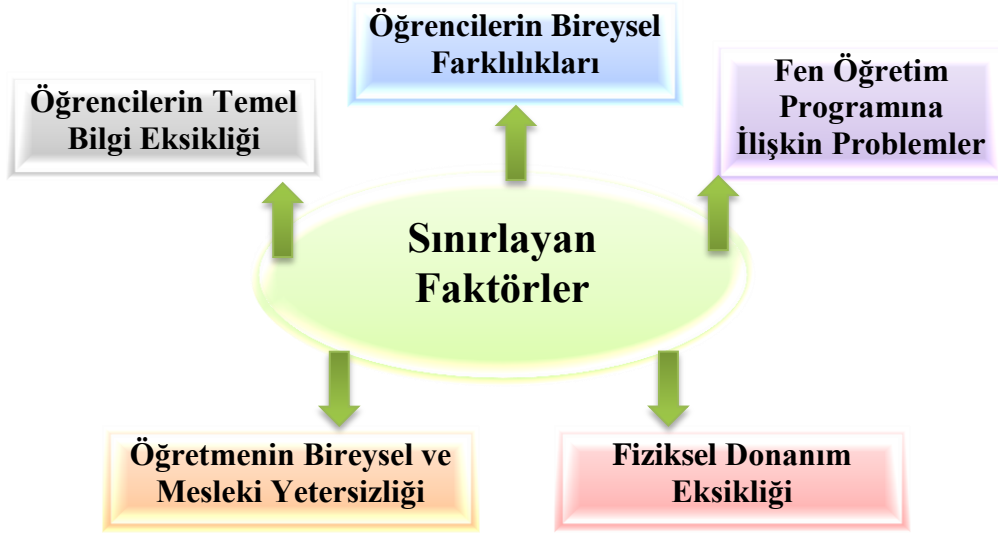 Öğrencilerin Bireysel
Farklılıkları
Öğrencilerin Temel
Bilgi Eksikliği
Fen Öğretim
Programına
İlişkin Problemler
Sınırlayan
Faktörler
Öğretmenin Bireysel ve
Mesleki Yetersizliği
Fiziksel Donanım
Eksikliği